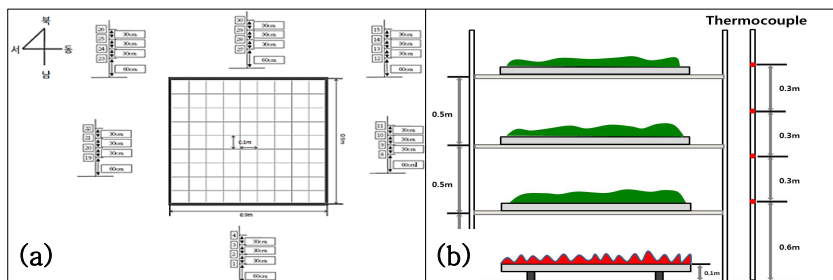 북
서 동
남
26
25
24
23
30cm
30cm
30cm
60cm
30
29
28
27
30cm
30cm
30cm
60cm
15
14
13
12
30cm
30cm
30cm
60cm
22
21
20
19
30cm
30cm
30cm
60cm
0.1m
0.9m
0.9m
11
10
9
8
30cm
30cm
30cm
60cm
4
3
2
1
30cm
30cm
30cm
60cm
(a)
Thermocouple
0.5m
0.5m
0.3m
0.3m
0.3m
0.6m
0.1m
(b)